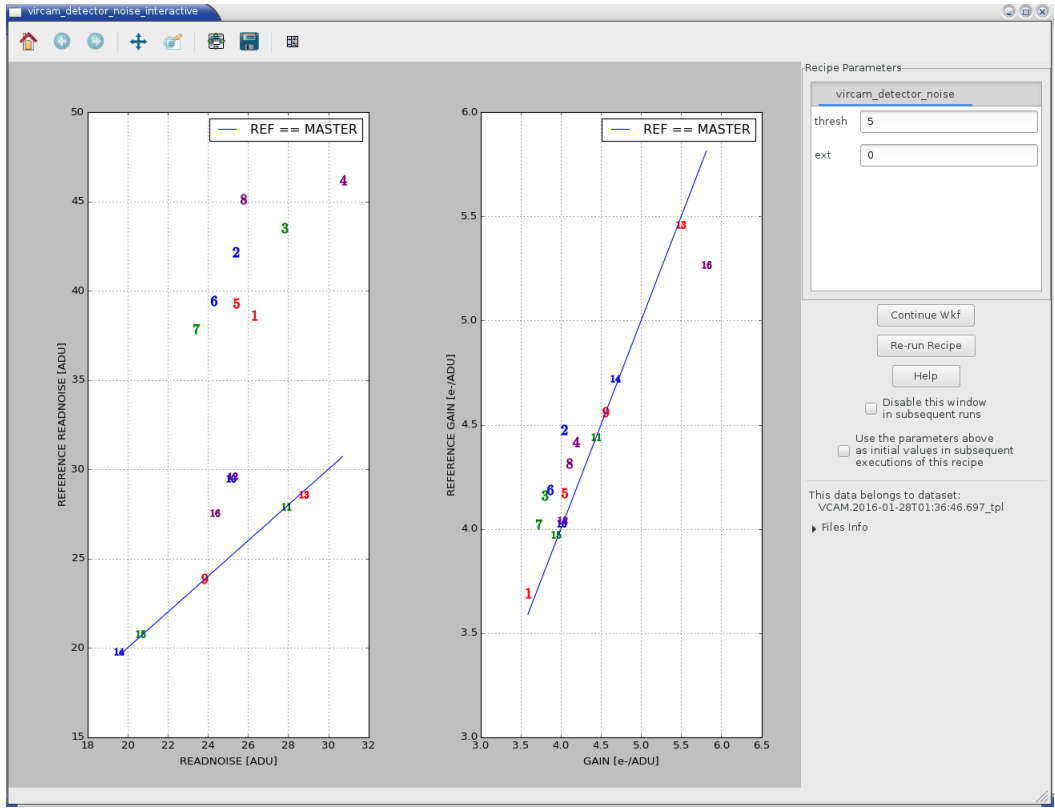 vircam_detector_noise_interactive
50
45
40
35
30
25
20
15
REFERENCE READNOISE [ADU]
REF == MASTER
4
8
3
2
6
5
1
7
16
11
13
9
15
14
18
20
22
24
26
28
30
32
READNOISE [ADU]
6.0
5.5
5.0
4.5
4.0
3.5
3.0
REFERENCE GAIN [e-/ADU]
REF == MASTER
13
16
14
9
11
2
4
8
6
5
3
7
15
1
3.0
3.5
4.0
4.5
5.0
5.5
6.0
6.5
GAIN [e-/ADU]
Recipe Parameters
vircam_detector_noise
thresh 5
ext 0
Continue Wkf
Re-run Recipe
Help
Disable this window
in subsequent runs
Use the parameters above
as initial values in subsequent
executions of this recipe
This data belongs to dataset:
VCAM.2016-01-28T01:36:46.697_tpl
Files Info